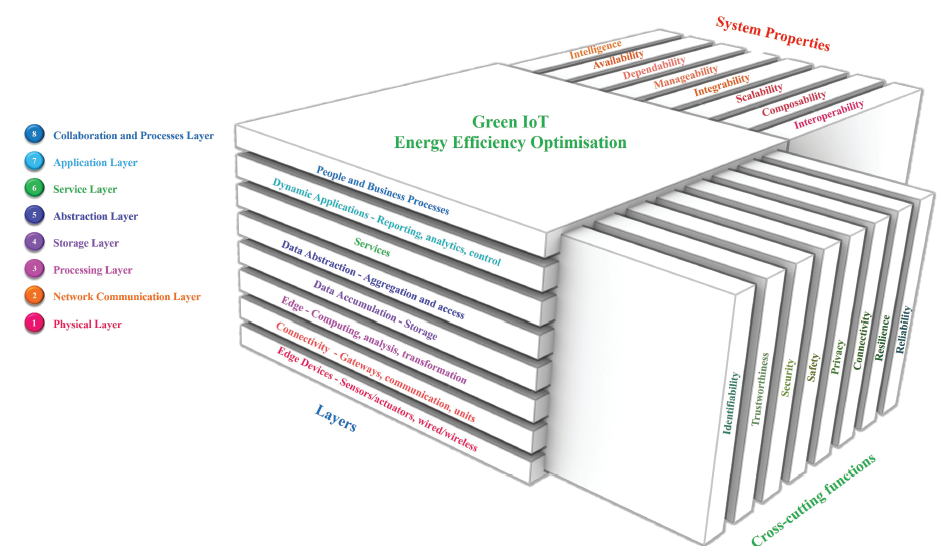 System Properties
Intelligence
Availability
Dependability
Manageability
Integrability
Scalability
Composability
Interoperability
Green IoT
Energy Efficiency Optimisation
8 Collaboration and Processes Layer
7 Application Layer
6 Service Layer
5 Abstraction Layer
4 Storage Layer
3 Processing Layer
2 Network Communication Layer
1 Physical Layer
People and Business Processes
Dynamic Applications - Reporting, analytics, control
Services
Data Abstraction - Aggregation and access
Data Accumulation - Storage
Edge - Computing, analysis, transformation
Connectivity - Gateways, communication, units
Edge Devices - Sensors/actuators, wired/wireless
Layers
Identifiability
Trustworthiness
Security
Safety
Privacy
Connectivity
Resilience
Reliability
Cross-cutting functions